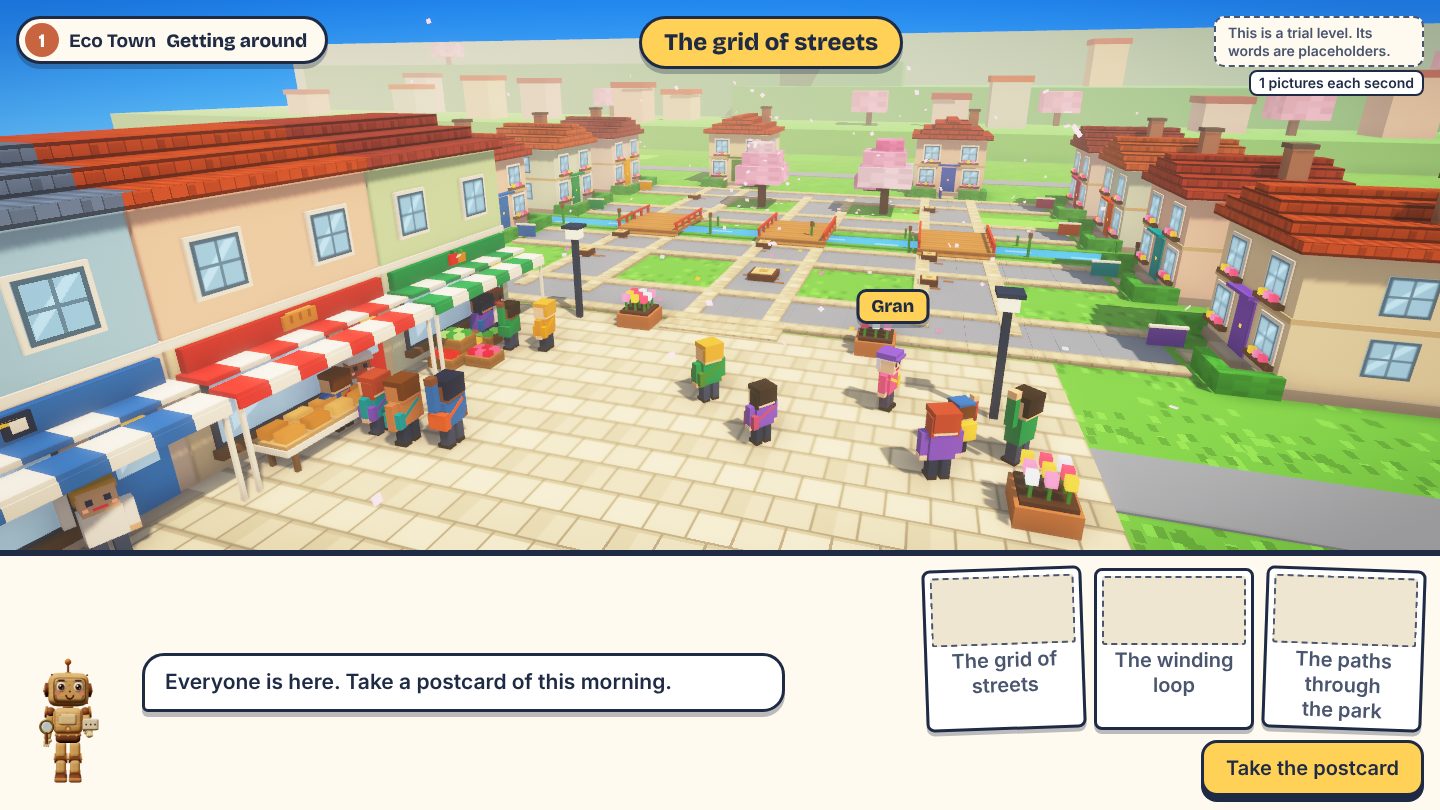 1 Eco Town Getting around
The grid of streets
This is a trial level. Its
words are placeholders.
1 pictures each second
Gran
Everyone is here. Take a postcard of this morning.
The grid of
streets
The winding
loop
The paths
through
the park
Take the postcard